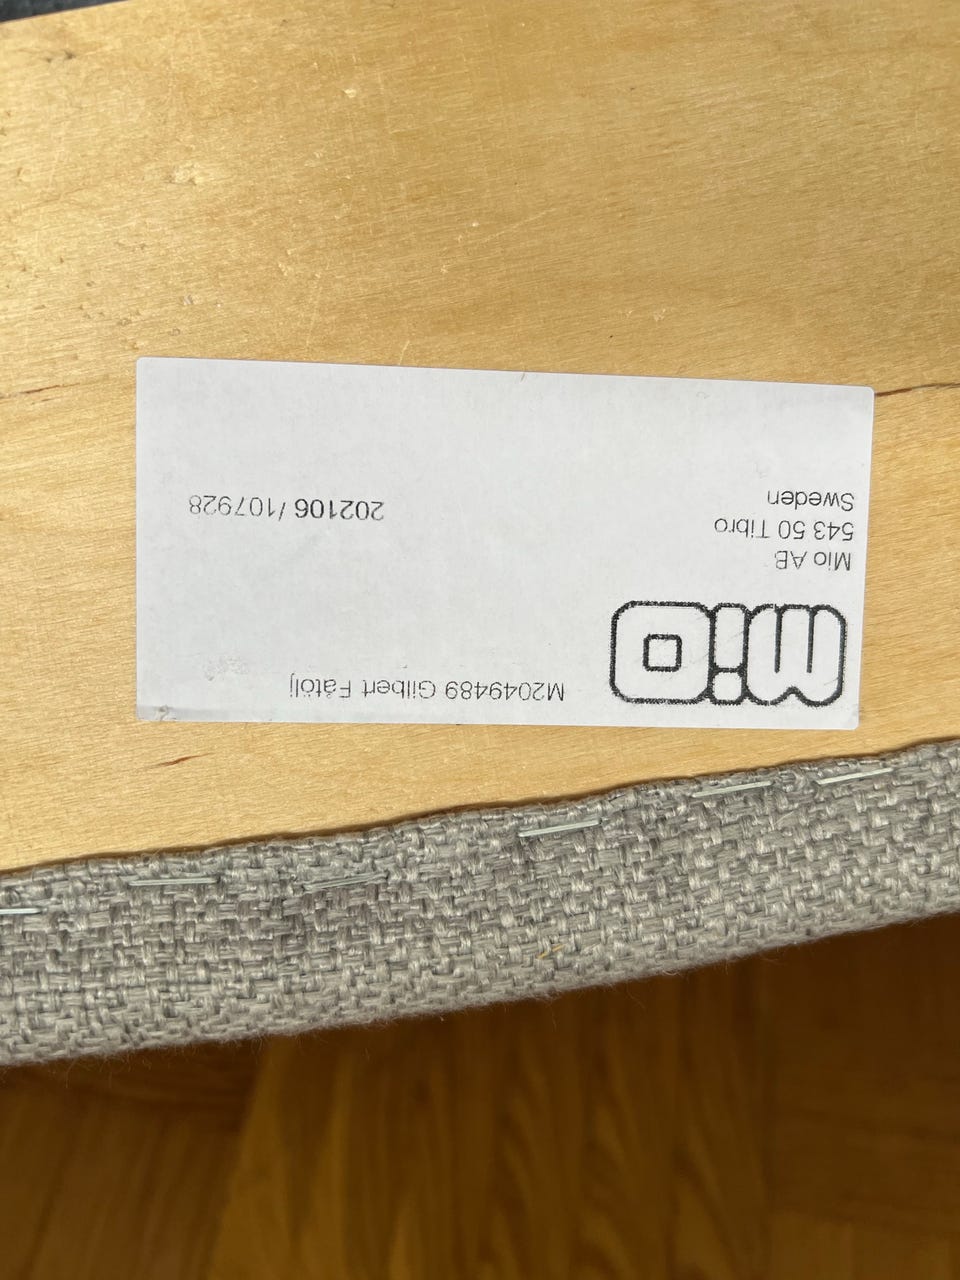 mio
M2049489 Gilbert Fåtölj
Mio AB
543 50 Tibro
Sweden
202106 / 107928